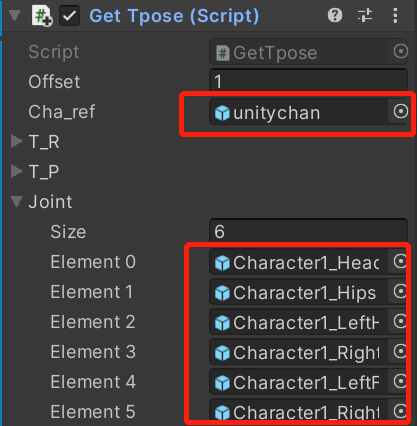 Get Tpose (Script)
Script GetTpose
Offset 1
Cha_ref unitychan
T_R
T_P
Joint
Size 6
Element 0 Character1_Head
Element 1 Character1_Hips
Element 2 Character1_LeftH
Element 3 Character1_Right
Element 4 Character1_LeftF
Element 5 Character1_Right